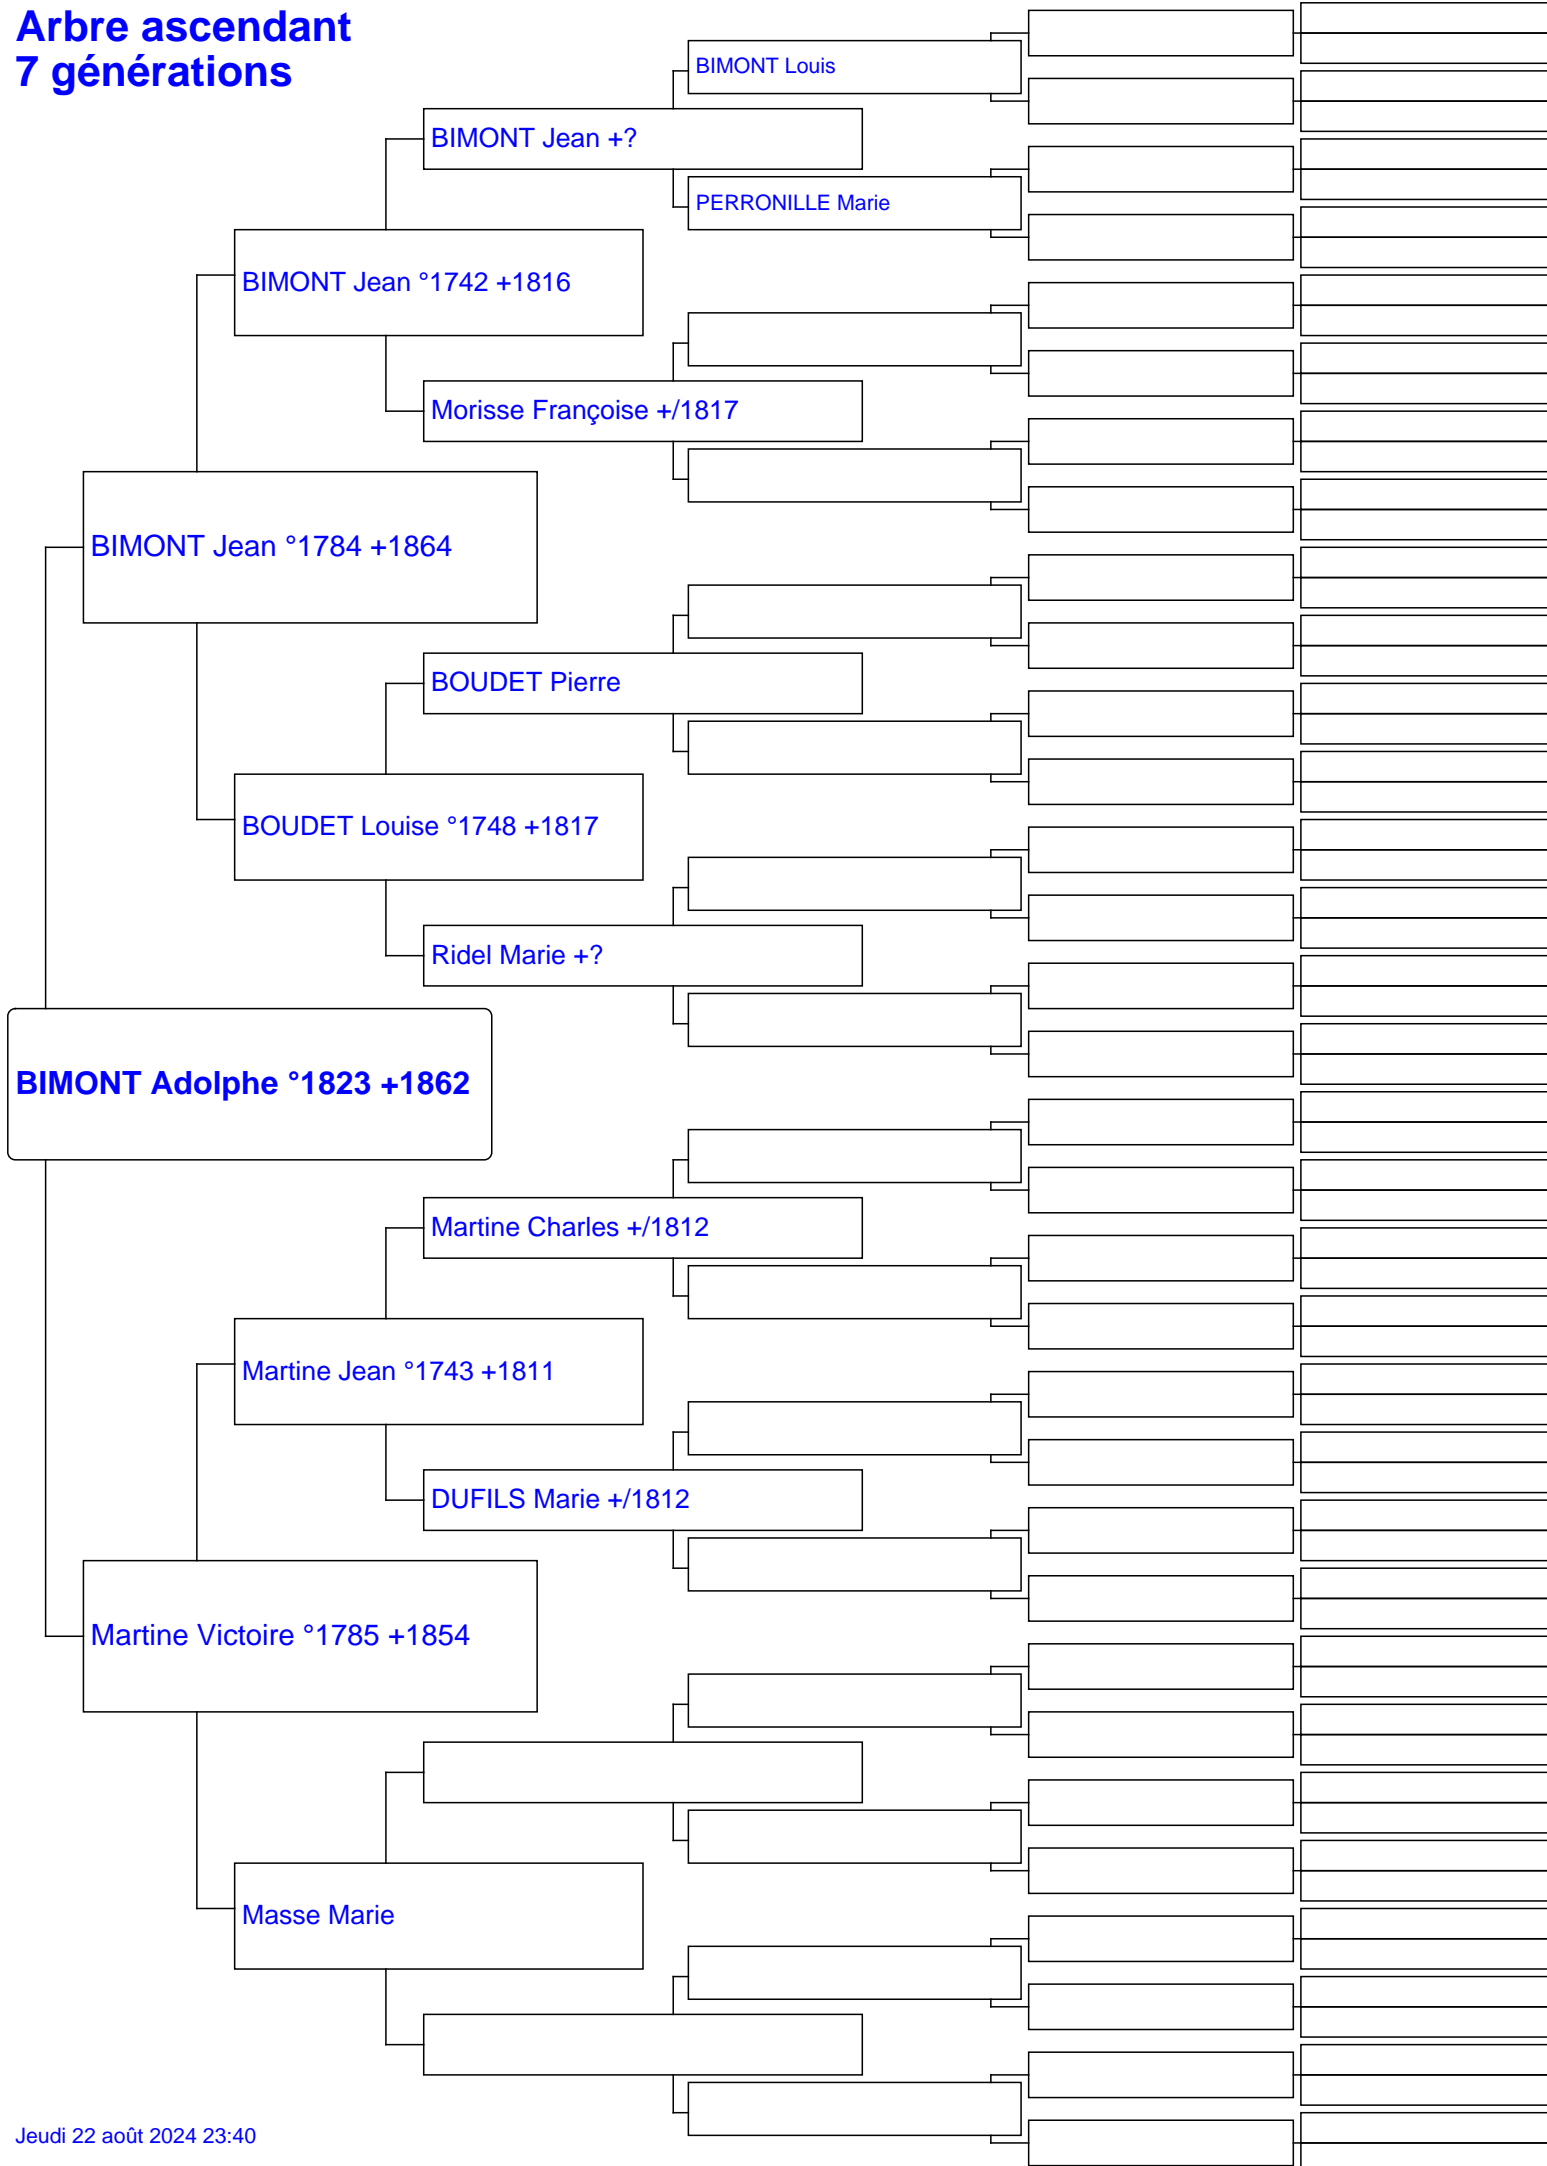 Arbre ascendant
7 générations
BIMONT Louis
BIMONT Jean +?
PERRONILLE Marie
BIMONT Jean °1742 +1816
Morisse Françoise +/1817
BIMONT Jean °1784 +1864
BOUDET Pierre
BOUDET Louise °1748 +1817
Ridel Marie +?
BIMONT Adolphe °1823 +1862
Martine Charles +/1812
Martine Jean °1743 +1811
DUFILS Marie +/1812
Martine Victoire °1785 +1854
Masse Marie
Jeudi 22 août 2024 23:40